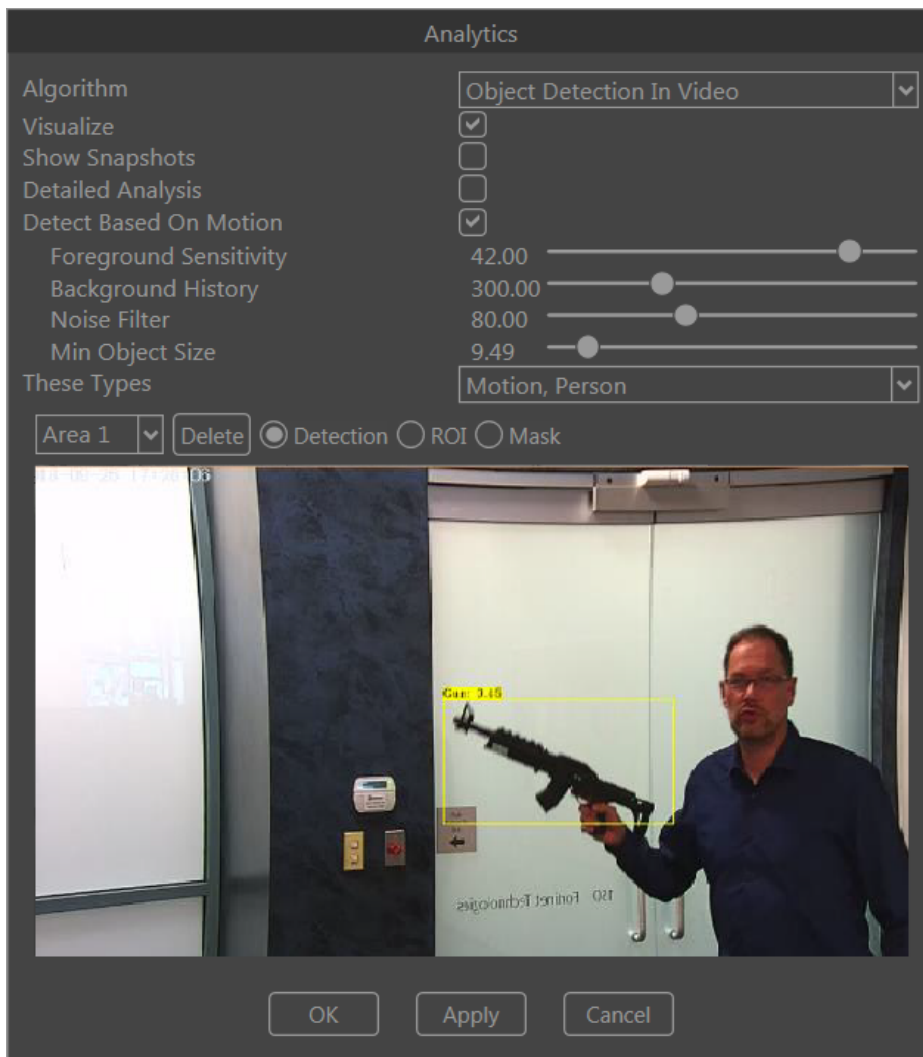 Analytics
Algorithm Object Detection In Video
Visualize
Show Snapshots
Detailed Analysis
Detect Based On Motion
Foreground Sensitivity 42.00
Background History 300.00
Noise Filter 80.00
Min Object Size 9.49
These Types Motion, Person
Area 1 Delete Detection ROI Mask
Gun:
150 Fortinet Technologies
OK Apply Cancel